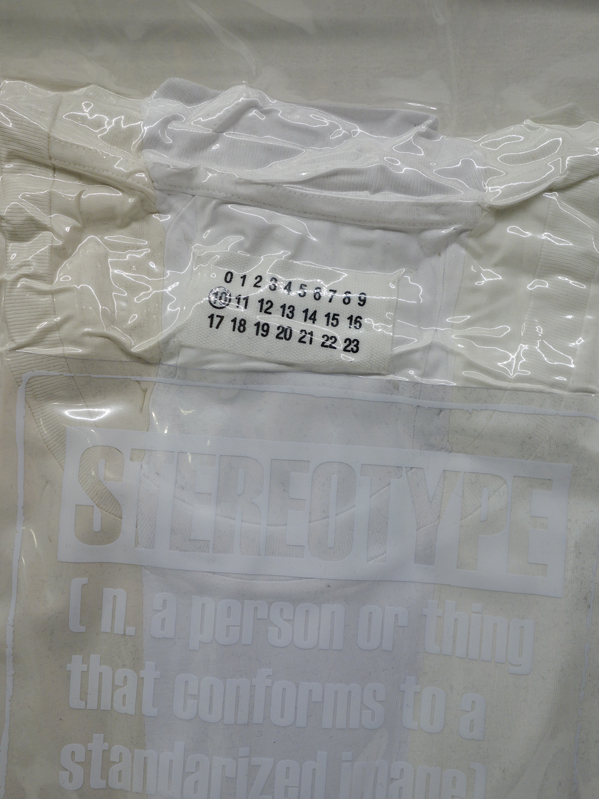 0 1 2 3 4 5 6 7 8 9
10 11 12 13 14 15 16
17 18 19 20 21 22 23
STEREOTYPE
( n. a person or thing
that conforms to a
standarized image)